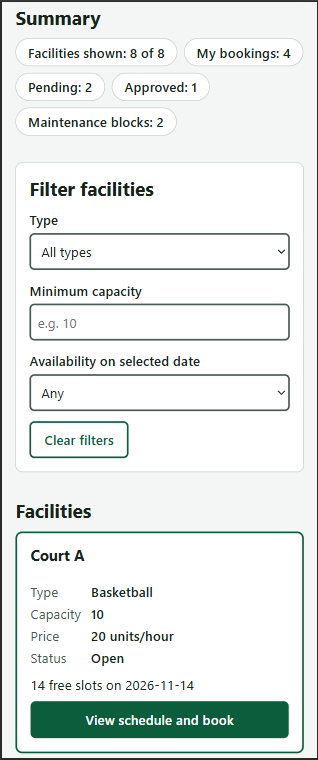 Summary
Facilities shown: 8 of 8
My bookings: 4
Pending: 2
Approved: 1
Maintenance blocks: 2
Filter facilities
Type
All types
Minimum capacity
e.g. 10
Availability on selected date
Any
Clear filters
Facilities
Court A
Type Basketball
Capacity 10
Price 20 units/hour
Status Open
14 free slots on 2026-11-14
View schedule and book